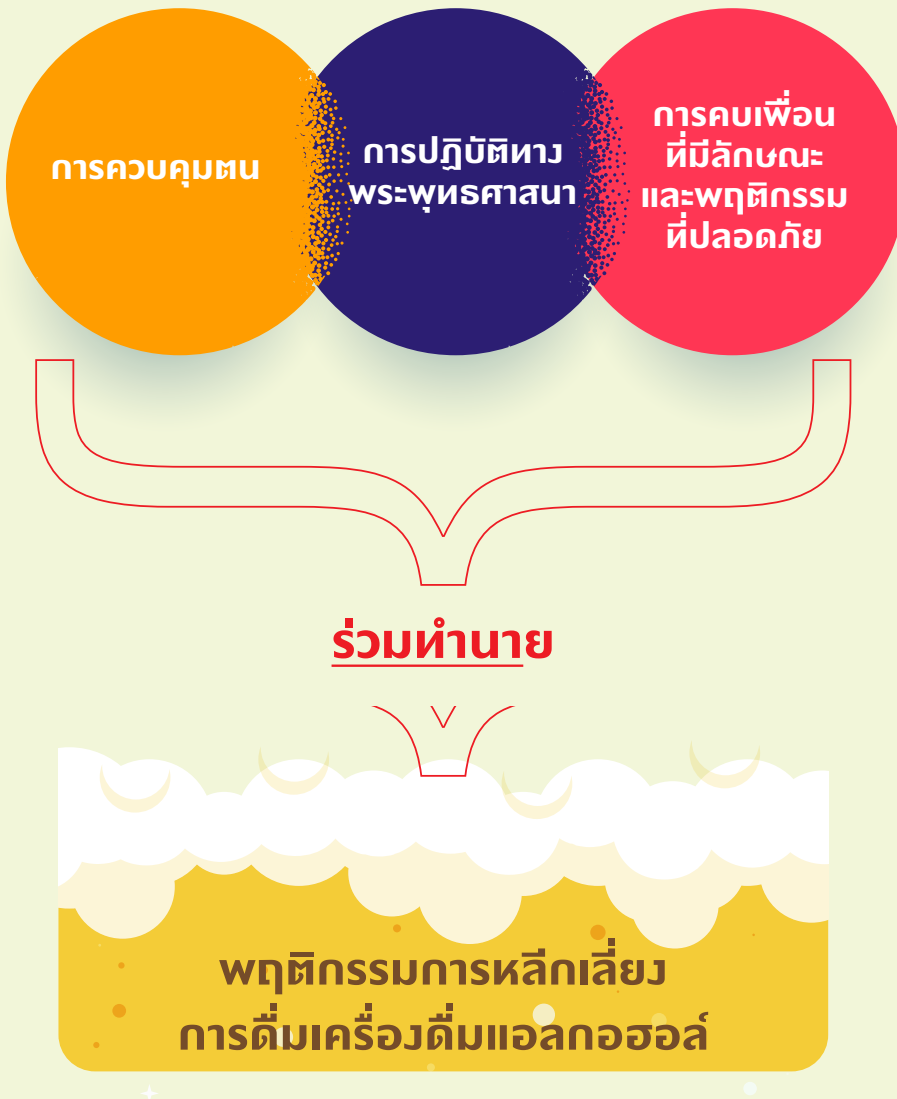 การควบคุมตน
การปฏิบัติทาง
พระพุทธศาสนา
การคบเพื่อน
ที่มีลักษณะ
และพฤติกรรม
ที่ปลอดภัย
ร่วมทำนาย
พฤติกรรมการหลีกเลี่ยง
การดื่มเครื่องดื่มแอลกอฮอล์